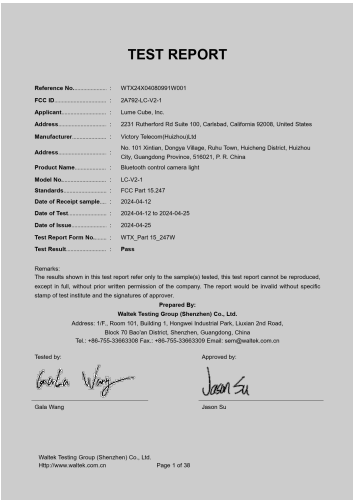 TEST REPORT
Reference No.................... : WTX24X04080991W001
FCC ID............................ : 2A792-LC-V2-1
Applicant......................... : Lume Cube, Inc.
Address........................... : 2231 Rutherford Rd Suite 100, Carlsbad, California 92008, United States
Manufacturer.................... : Victory Telecom(Huizhou)Ltd
Address........................... : No. 101 Xintian, Dongya Village, Ruhu Town, Huicheng District, Huizhou
City, Guangdong Province, 516021, P. R. China
Product Name................... : Bluetooth control camera light
Model No......................... : LC-V2-1
Standards........................ : FCC Part 15.247
Date of Receipt sample.... : 2024-04-12
Date of Test..................... : 2024-04-12 to 2024-04-25
Date of Issue.................... : 2024-04-25
Test Report Form No........ : WTX_Part 15_247W
Test Result....................... : Pass
Remarks:
The results shown in this test report refer only to the sample(s) tested, this test report cannot be reproduced,
except in full, without prior written permission of the company. The report would be invalid without specific
stamp of test institute and the signatures of approver.
Prepared By:
Waltek Testing Group (Shenzhen) Co., Ltd.
Address: 1/F., Room 101, Building 1, Hongwei Industrial Park, Liuxian 2nd Road,
Block 70 Bao'an District, Shenzhen, Guangdong, China
Tel.: +86-755-33663308 Fax.: +86-755-33663309 Email: sem@waltek.com.cn
Tested by: Approved by:
Gala Wang Jason Su
Gala Wang Jason Su
Waltek Testing Group (Shenzhen) Co., Ltd.
Http://www.waltek.com.cn Page 1 of 38